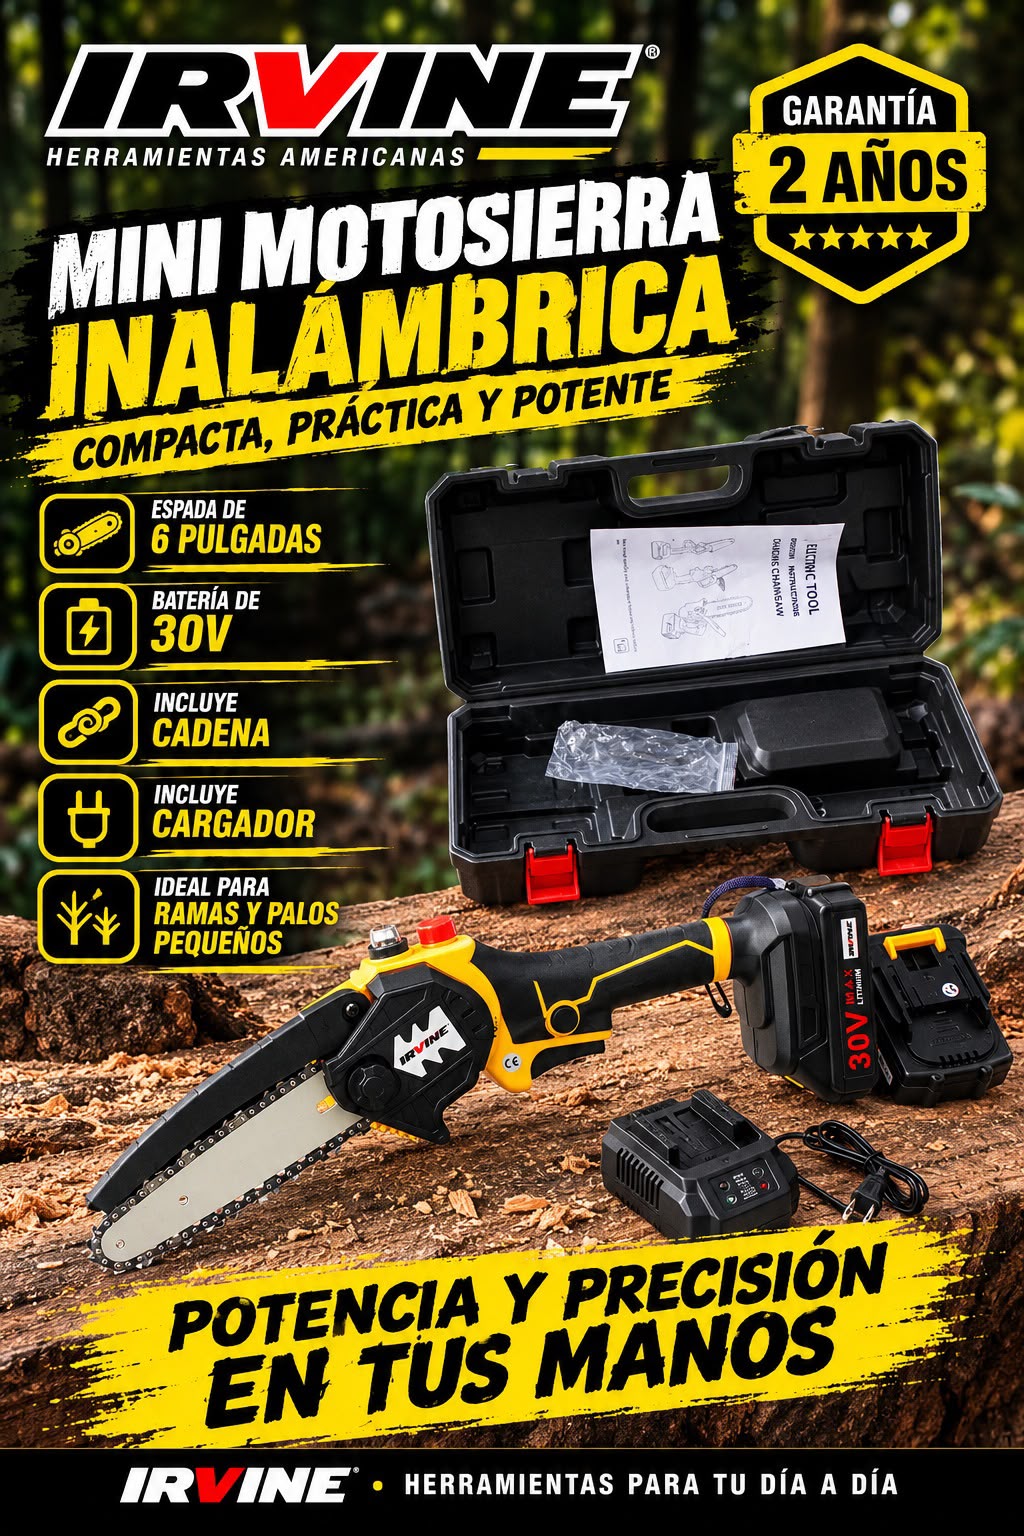 IRVINE®
HERRAMIENTAS AMERICANAS
GARANTÍA
2 AÑOS
MINI MOTOSIERRA
INALÁMBRICA
COMPACTA, PRÁCTICA Y POTENTE
ESPADA DE
6 PULGADAS
BATERÍA DE
30V
INCLUYE
CADENA
INCLUYE
CARGADOR
IDEAL PARA
RAMAS Y PALOS
PEQUEÑOS
ELECTRIC TOOL
IRVINE
CE
IRVINE
30V MAX
LITHIUM
POTENCIA Y PRECISIÓN
EN TUS MANOS
IRVINE® • HERRAMIENTAS PARA TU DÍA A DÍA